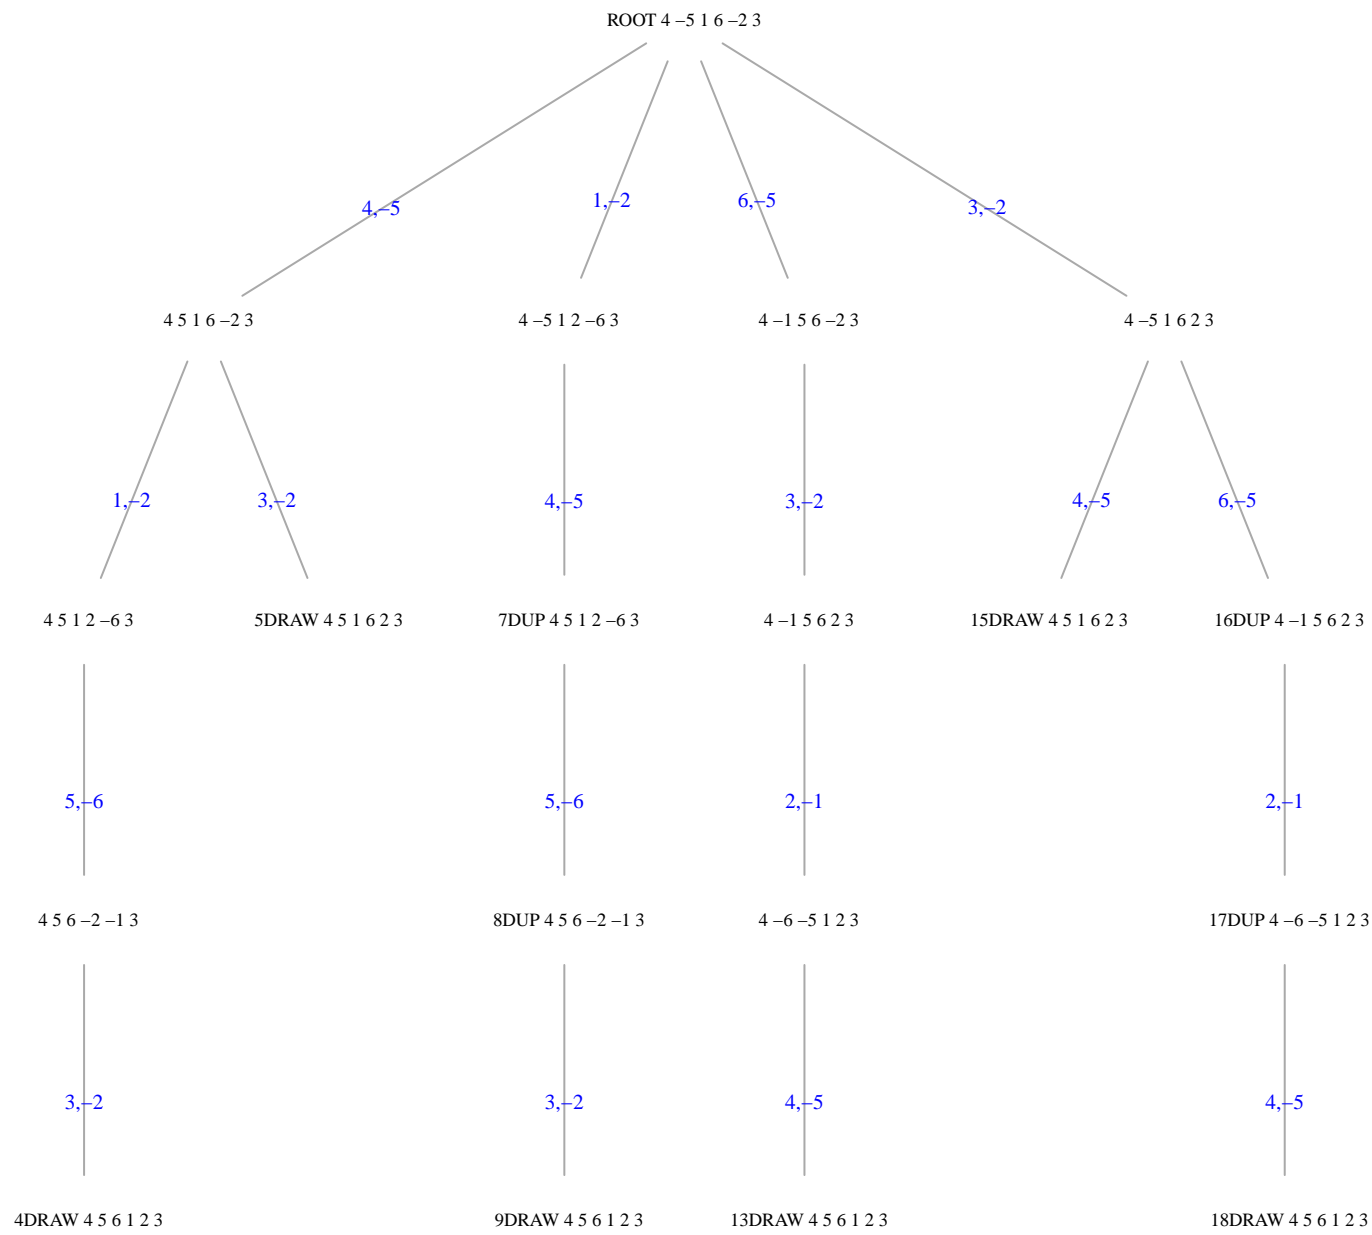 ROOT 4 –5 1 6 –2 3
4,–5
1,–2
6,–5
3,–2
4 5 1 6 –2 3
4 –5 1 2 –6 3
4 –1 5 6 –2 3
4 –5 1 6 2 3
1,–2
3,–2
4,–5
3,–2
4,–5
6,–5
4 5 1 2 –6 3
5DRAW 4 5 1 6 2 3
7DUP 4 5 1 2 –6 3
4 –1 5 6 2 3
15DRAW 4 5 1 6 2 3
16DUP 4 –1 5 6 2 3
5,–6
5,–6
2,–1
2,–1
4 5 6 –2 –1 3
8DUP 4 5 6 –2 –1 3
4 –6 –5 1 2 3
17DUP 4 –6 –5 1 2 3
3,–2
3,–2
4,–5
4,–5
4DRAW 4 5 6 1 2 3
9DRAW 4 5 6 1 2 3
13DRAW 4 5 6 1 2 3
18DRAW 4 5 6 1 2 3